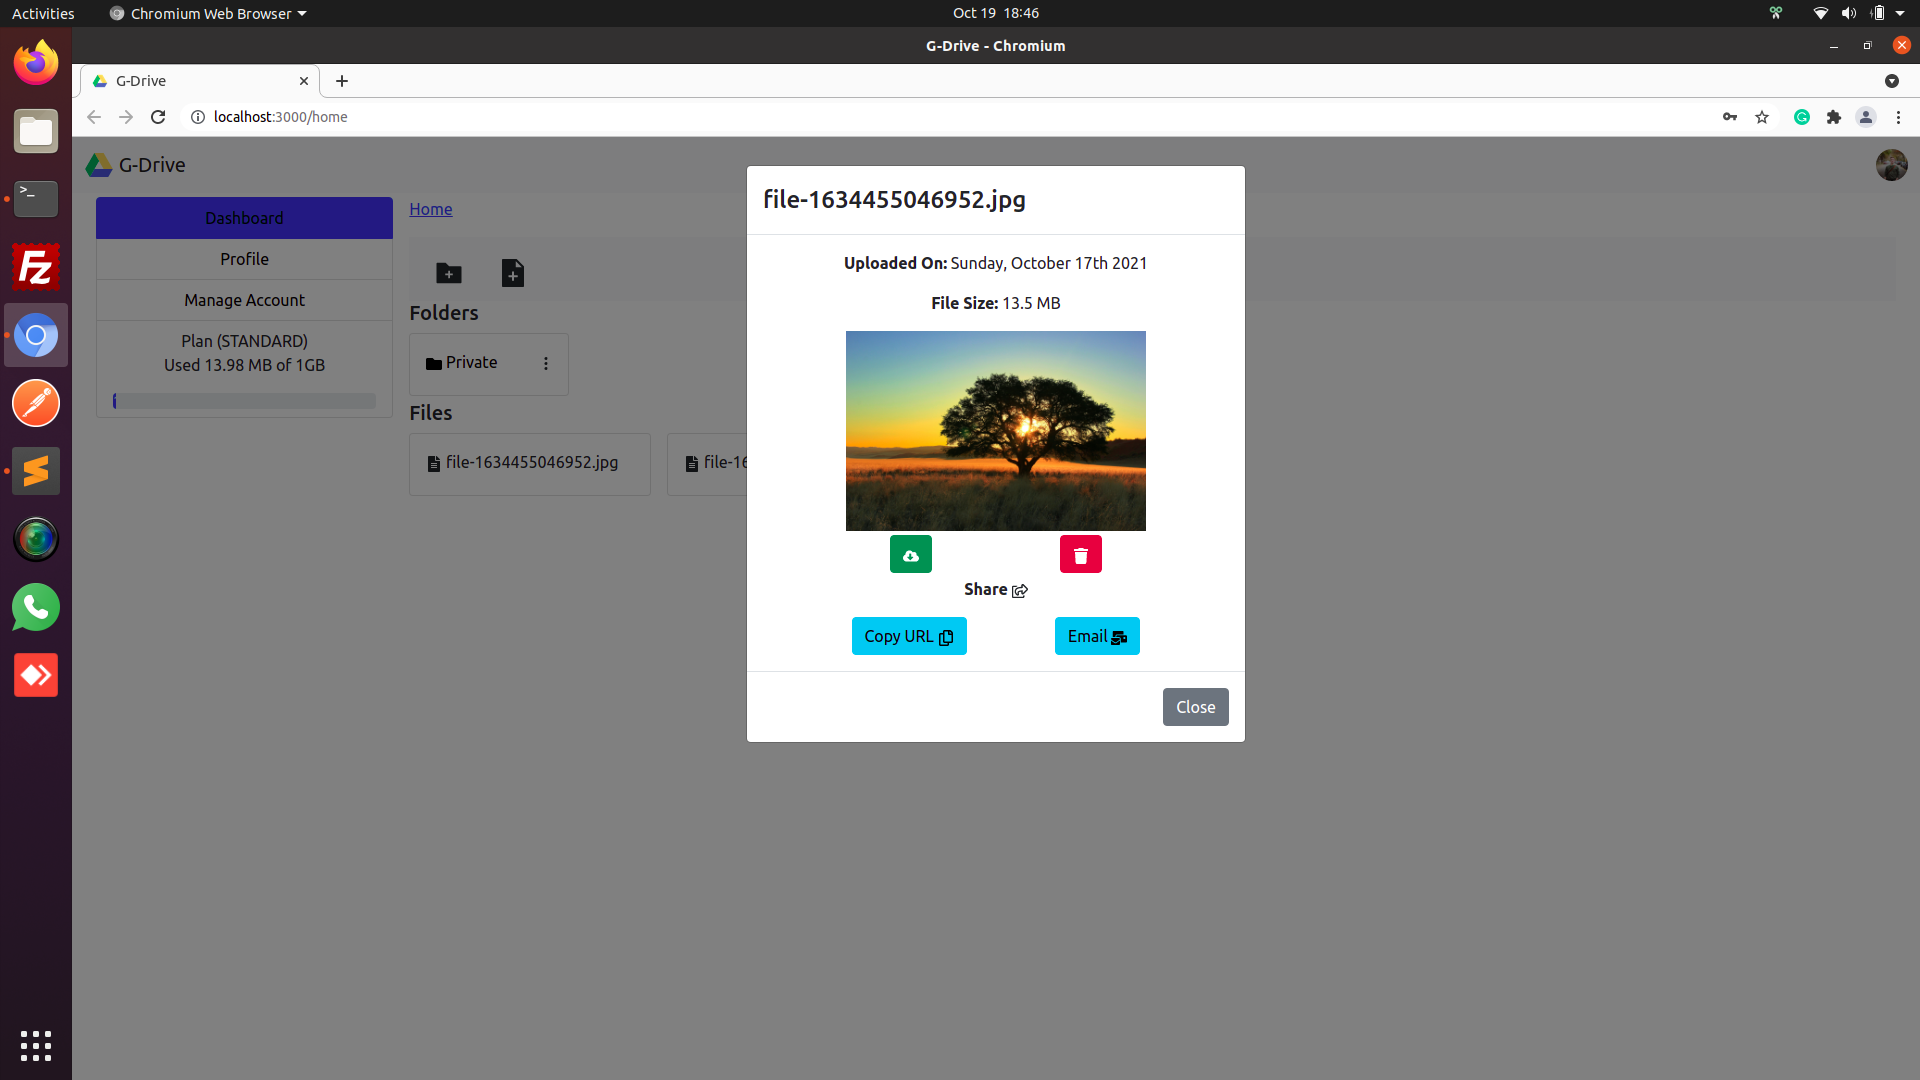 Activities
Chromium Web Browser
Oct 19 18:46
G-Drive - Chromium
G-Drive
localhost:3000/home
G-Drive
Dashboard
Profile
Manage Account
Plan (STANDARD)
Used 13.98 MB of 1GB
Home
Folders
Private
Files
file-1634455046952.jpg
file-16
file-1634455046952.jpg
Uploaded On: Sunday, October 17th 2021
File Size: 13.5 MB
Share
Copy URL
Email
Close